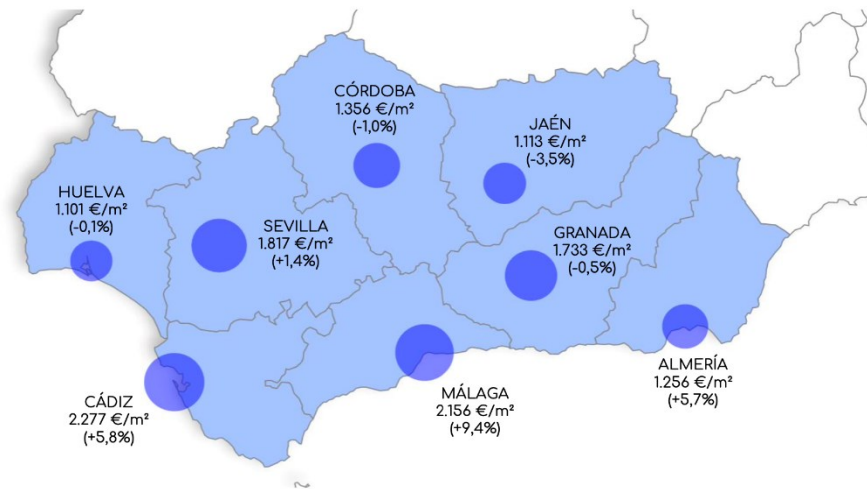 CÓRDOBA
1.356 €/m²
(-1,0%)
JAÉN
1.113 €/m²
(-3,5%)
HUELVA
1.101 €/m²
(-0,1%)
SEVILLA
1.817 €/m²
(+1,4%)
GRANADA
1.733 €/m²
(-0,5%)
CÁDIZ
2.277 €/m²
(+5,8%)
MÁLAGA
2.156 €/m²
(+9,4%)
ALMERÍA
1.256 €/m²
(+5,7%)